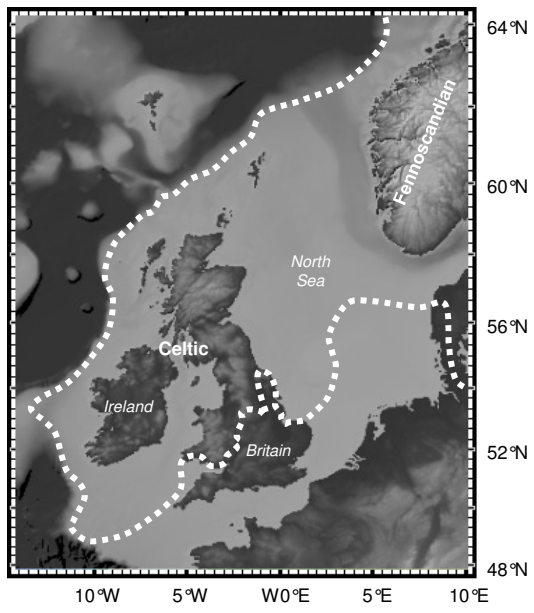 64°N
Fennoscandian
60°N
North
Sea
56°N
Celtic
Ireland
Britain
52°N
48°N
10°W
5°W
W0°E
5°E
10°E